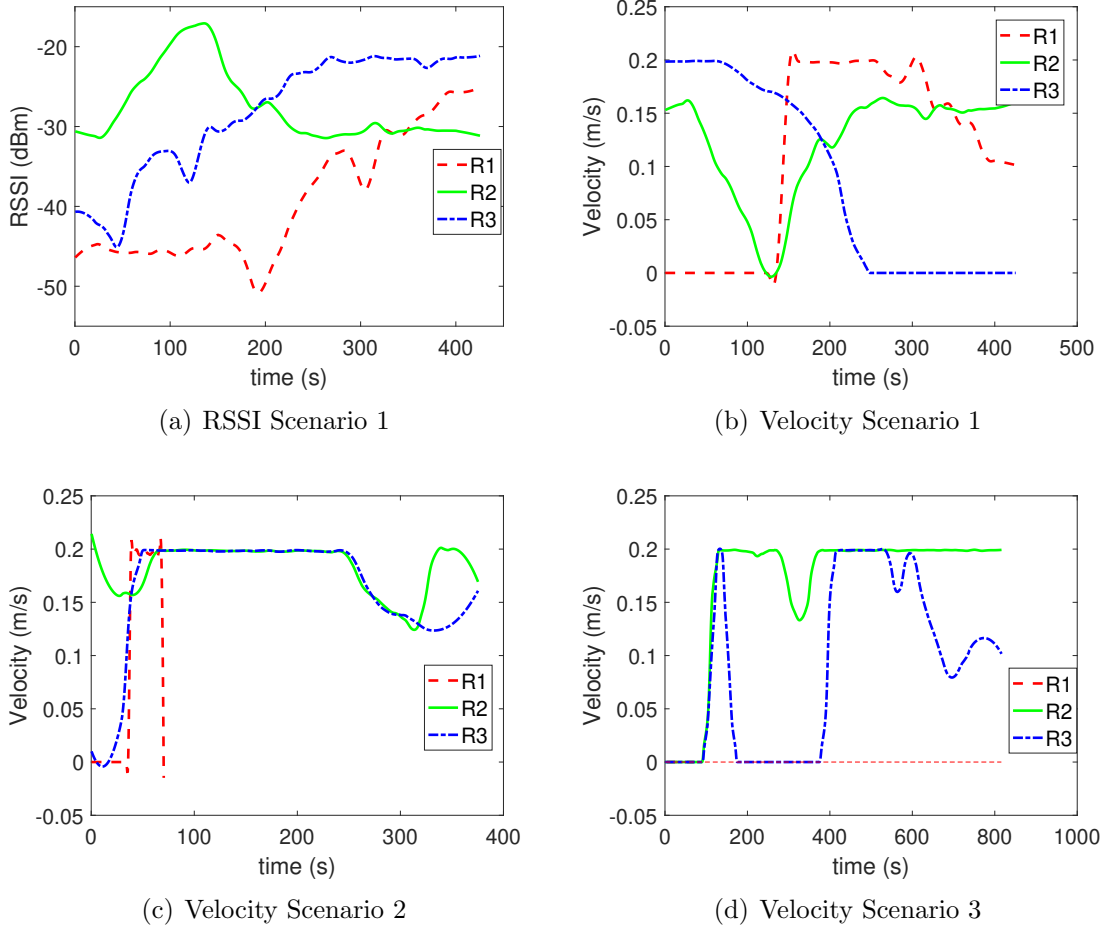 -20
-30
-40
-50
RSSI (dBm)
0 100 200 300 400
time (s)
R1
R2
R3
(a) RSSI Scenario 1
0.25
0.2
0.15
0.1
0.05
0
-0.05
Velocity (m/s)
0 100 200 300 400 500
time (s)
R1
R2
R3
(b) Velocity Scenario 1
0.25
0.2
0.15
0.1
0.05
0
-0.05
Velocity (m/s)
0 100 200 300 400
time (s)
R1
R2
R3
(c) Velocity Scenario 2
0.25
0.2
0.15
0.1
0.05
0
-0.05
Velocity (m/s)
0 200 400 600 800 1000
time (s)
R1
R2
R3
(d) Velocity Scenario 3